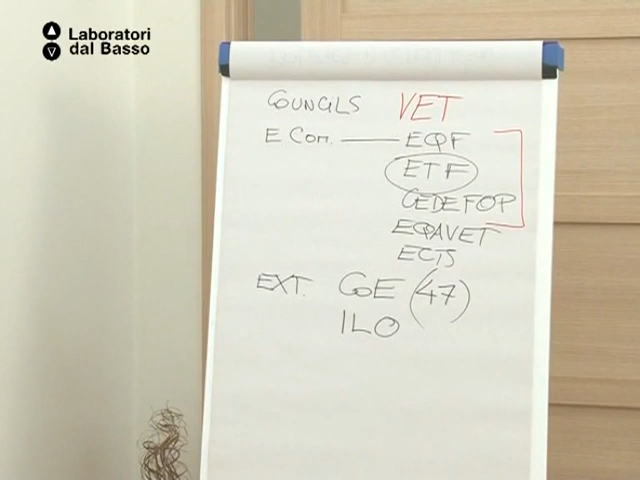 Laboratori
dal Basso
COUNCILS VET
E Com. — EQF
ETF
CEDEFOP
EQAVET
ECTS
EXT. COE (47)
ILO